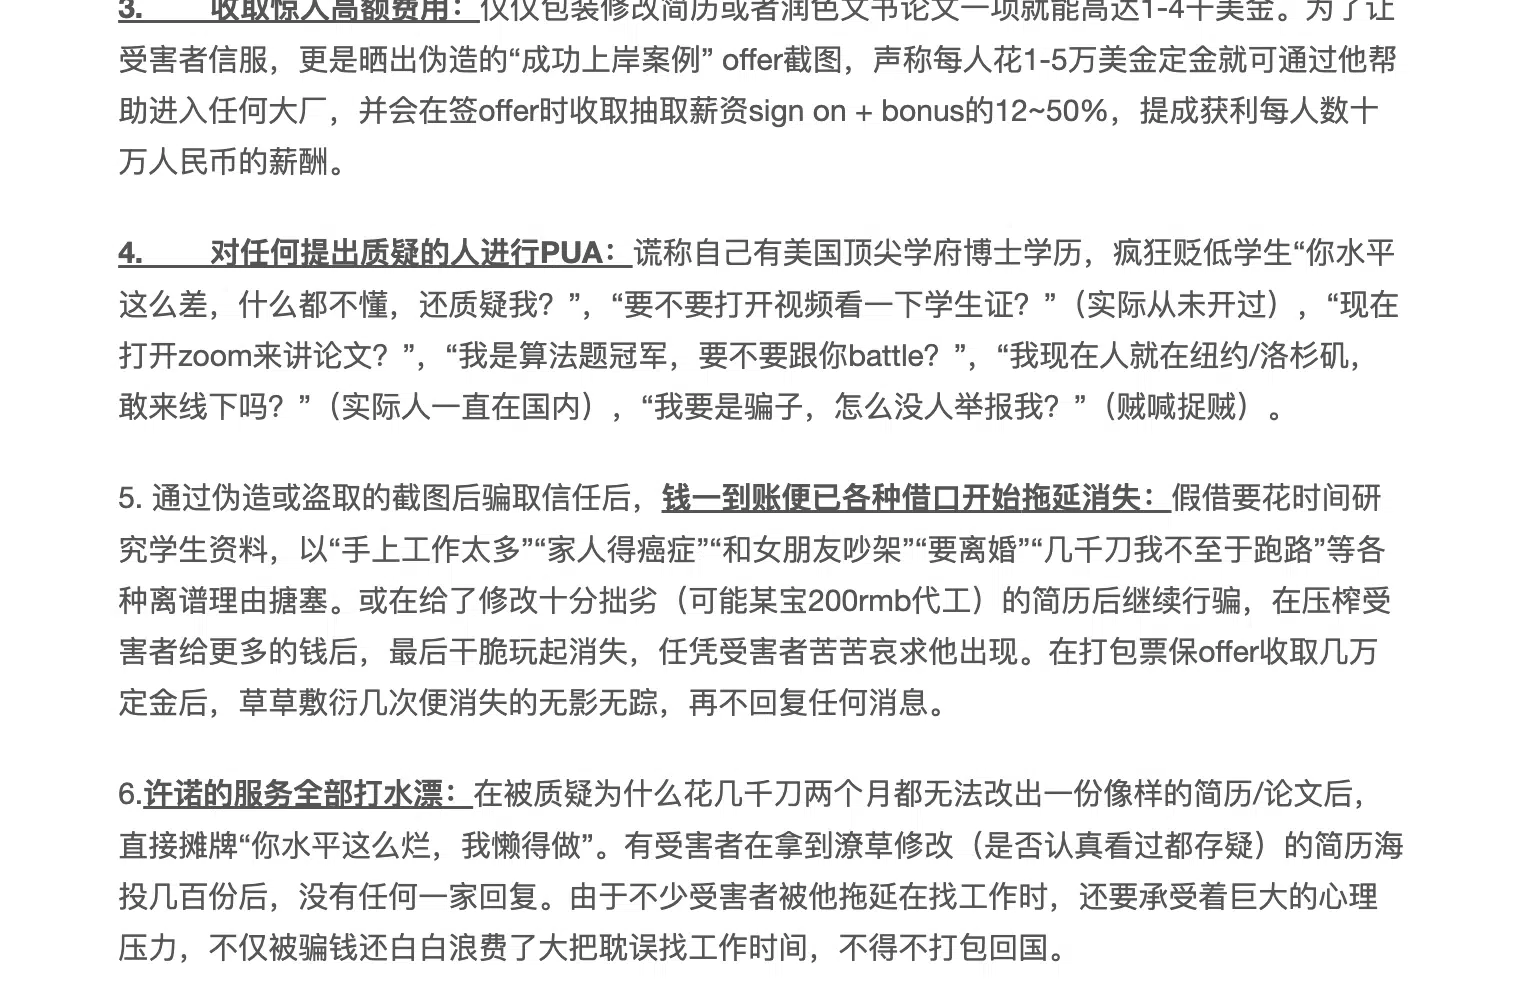 3. 收取惊人高额费用：仅仅包装修改简历或者润色文书论文一项就能高达1-4千美金。为了让
受害者信服，更是晒出伪造的“成功上岸案例” offer截图，声称每人花1-5万美金定金就可通过他帮
助进入任何大厂，并会在签offer时收取抽取薪资sign on + bonus的12~50%，提成获利每人数十
万人民币的薪酬。
4. 对任何提出质疑的人进行PUA：谎称自己有美国顶尖学府博士学历，疯狂贬低学生“你水平
这么差，什么都不懂，还质疑我？”，“要不要打开视频看一下学生证？”（实际从未开过），“现在
打开zoom来讲论文？”，“我是算法题冠军，要不要跟你battle？”，“我现在人就在纽约/洛杉矶，
敢来线下吗？”（实际人一直在国内），“我要是骗子，怎么没人举报我？”（贼喊捉贼）。
5. 通过伪造或盗取的截图后骗取信任后，钱一到账便已各种借口开始拖延消失：假借要花时间研
究学生资料，以“手上工作太多”“家人得癌症”“和女朋友吵架”“要离婚”“几千刀我不至于跑路”等各
种离谱理由搪塞。或在给了修改十分拙劣（可能某宝200rmb代工）的简历后继续行骗，在压榨受
害者给更多的钱后，最后干脆玩起消失，任凭受害者苦苦哀求他出现。在打包票保offer收取几万
定金后，草草敷衍几次便消失的无影无踪，再不回复任何消息。
6.许诺的服务全部打水漂：在被质疑为什么花几千刀两个月都无法改出一份像样的简历/论文后，
直接摊牌“你水平这么烂，我懒得做”。有受害者在拿到潦草修改（是否认真看过都存疑）的简历海
投几百份后，没有任何一家回复。由于不少受害者被他拖延在找工作时，还要承受着巨大的心理
压力，不仅被骗钱还白白浪费了大把耽误找工作时间，不得不打包回国。